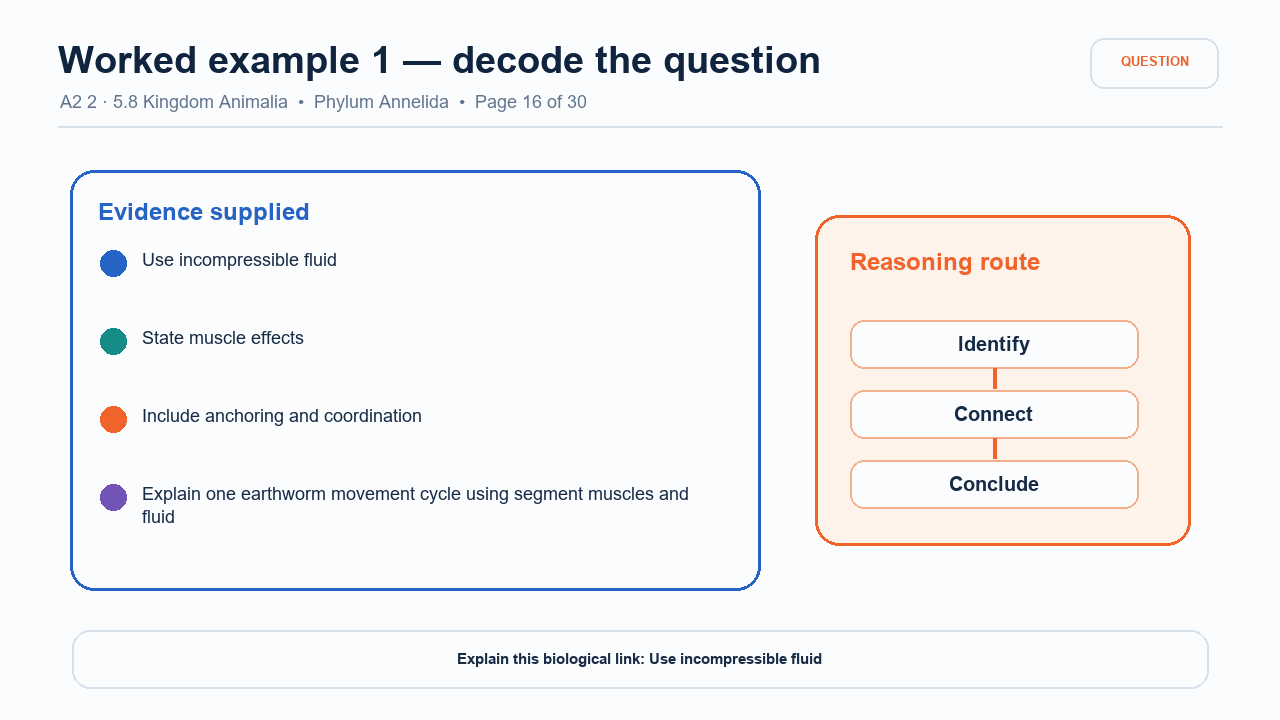 Worked example 1 — decode the question
QUESTION
A2 2 · 5.8 Kingdom Animalia • Phylum Annelida • Page 16 of 30
Evidence supplied
Use incompressible fluid
State muscle effects
Include anchoring and coordination
Explain one earthworm movement cycle using segment muscles and
fluid
Reasoning route
Identify
Connect
Conclude
Explain this biological link: Use incompressible fluid